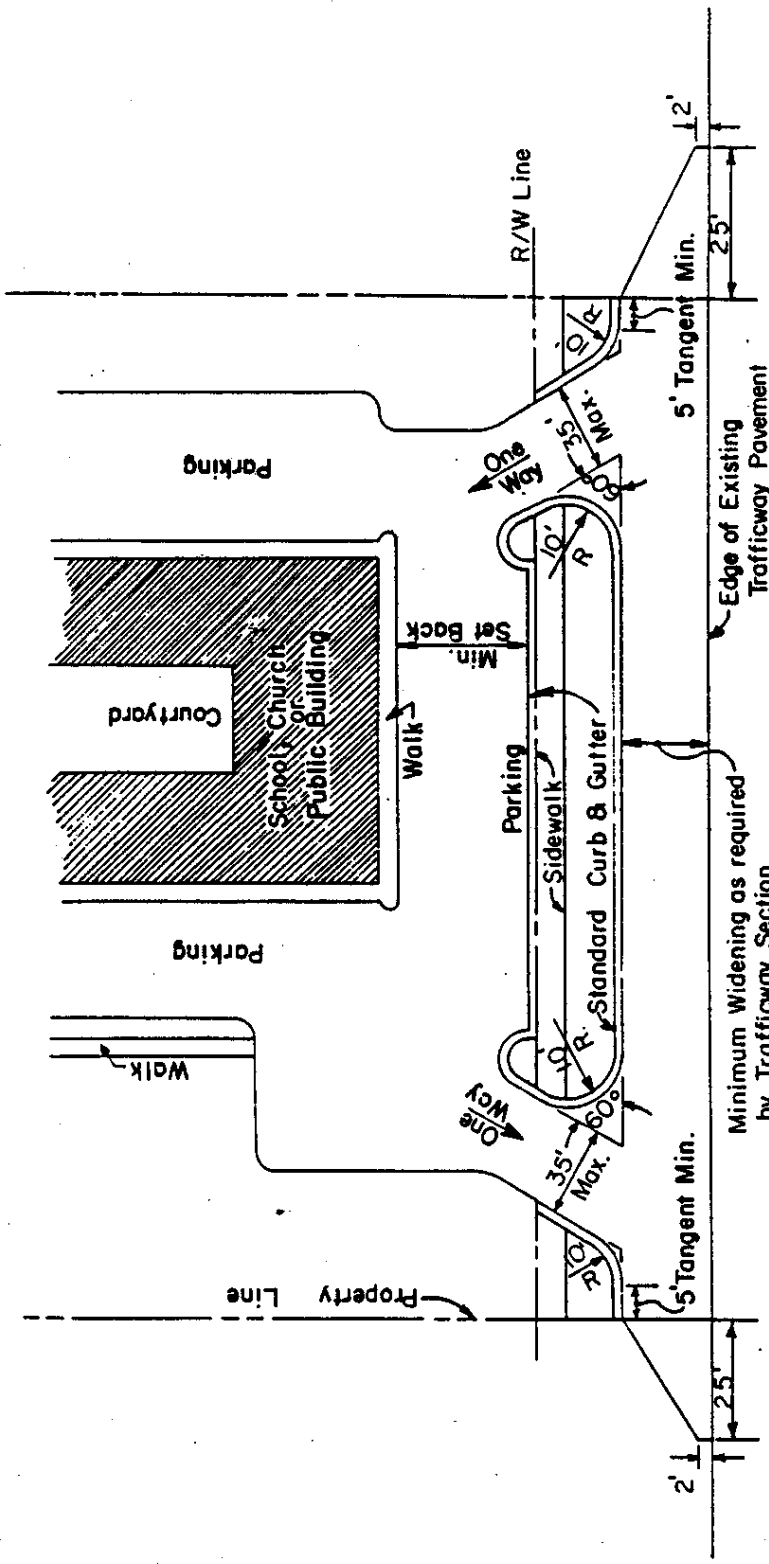 Parking
Parking
Walk
Courtyard
School, Church
or
Public Building
Walk
Min.
Set Back
R/W Line
Property Line
Parking
Sidewalk
Standard Curb & Gutter
One
Wcy
One
Way
35'
Max.
35'
Max.
60°
60°
10'
R.
10'
R
10'
R
10'
R
5' Tangent Min.
5' Tangent Min.
Minimum Widening as required
by Trafficway Section
Edge of Existing
Trafficway Pavement
25'
2'
25'
2'